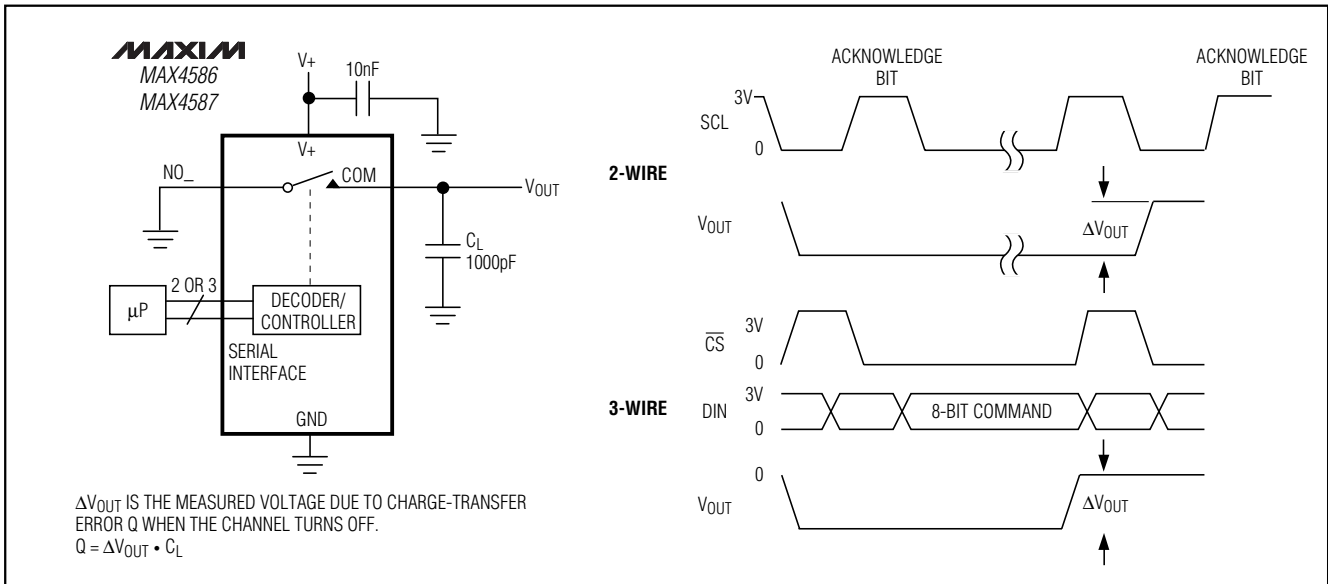 MAXIM
MAX4586
MAX4587
V+
10nF
V+
NO_
COM
VOUT
CL
1000pF
2 OR 3
µP
DECODER/
CONTROLLER
SERIAL
INTERFACE
GND
ΔVOUT IS THE MEASURED VOLTAGE DUE TO CHARGE-TRANSFER
ERROR Q WHEN THE CHANNEL TURNS OFF.
Q = ΔVOUT • CL
ACKNOWLEDGE
BIT
ACKNOWLEDGE
BIT
3V
SCL
0
2-WIRE
VOUT
ΔVOUT
3V
CS
0
3-WIRE
3V
DIN
8-BIT COMMAND
0
0
VOUT
ΔVOUT